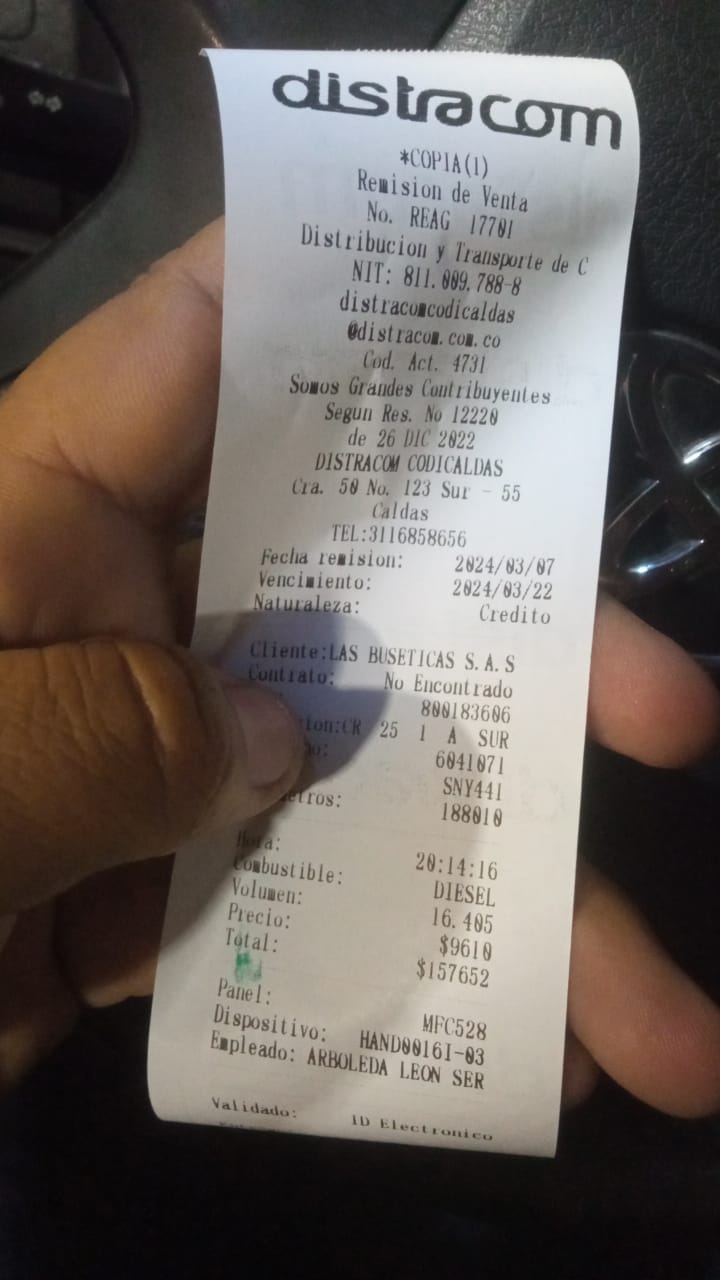 distracom
*COPIA(1)
Remision de Venta
No. REAG 17701
Distribucion y Transporte de C
NIT: 811.009.788-8
distracomcodicaldas
@distracom.com.co
Cod. Act. 4731
Somos Grandes Contribuyentes
Segun Res. No 12220
de 26 DIC 2022
DISTRACOM CODICALDAS
Cra. 50 No. 123 Sur - 55
Caldas
TEL:3116858656
Fecha remision: 2024/03/07
Vencimiento: 2024/03/22
Naturaleza: Credito
Cliente:LAS BUSETICAS S.A.S
Contrato: No Encontrado
800183606
cion:CR 25 1 A SUR
no: 6041071
SNY441
etros: 188010
Hora: 20:14:16
Combustible: DIESEL
Volumen: 16.405
Precio: $9610
Total: $157652
Panel: MFC528
Dispositivo: HAND0016I-03
Empleado: ARBOLEDA LEON SER
Validado: ID Electronico